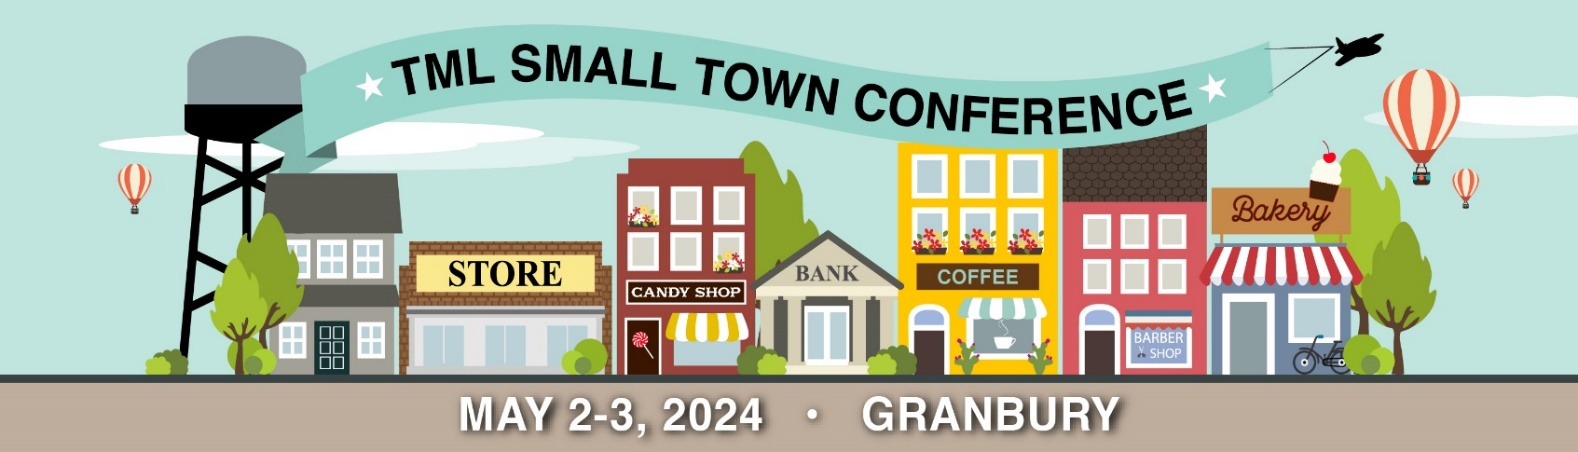 TML SMALL TOWN CONFERENCE
STORE
CANDY SHOP
BANK
COFFEE
BARBER
SHOP
Bakery
MAY 2-3, 2024 • GRANBURY